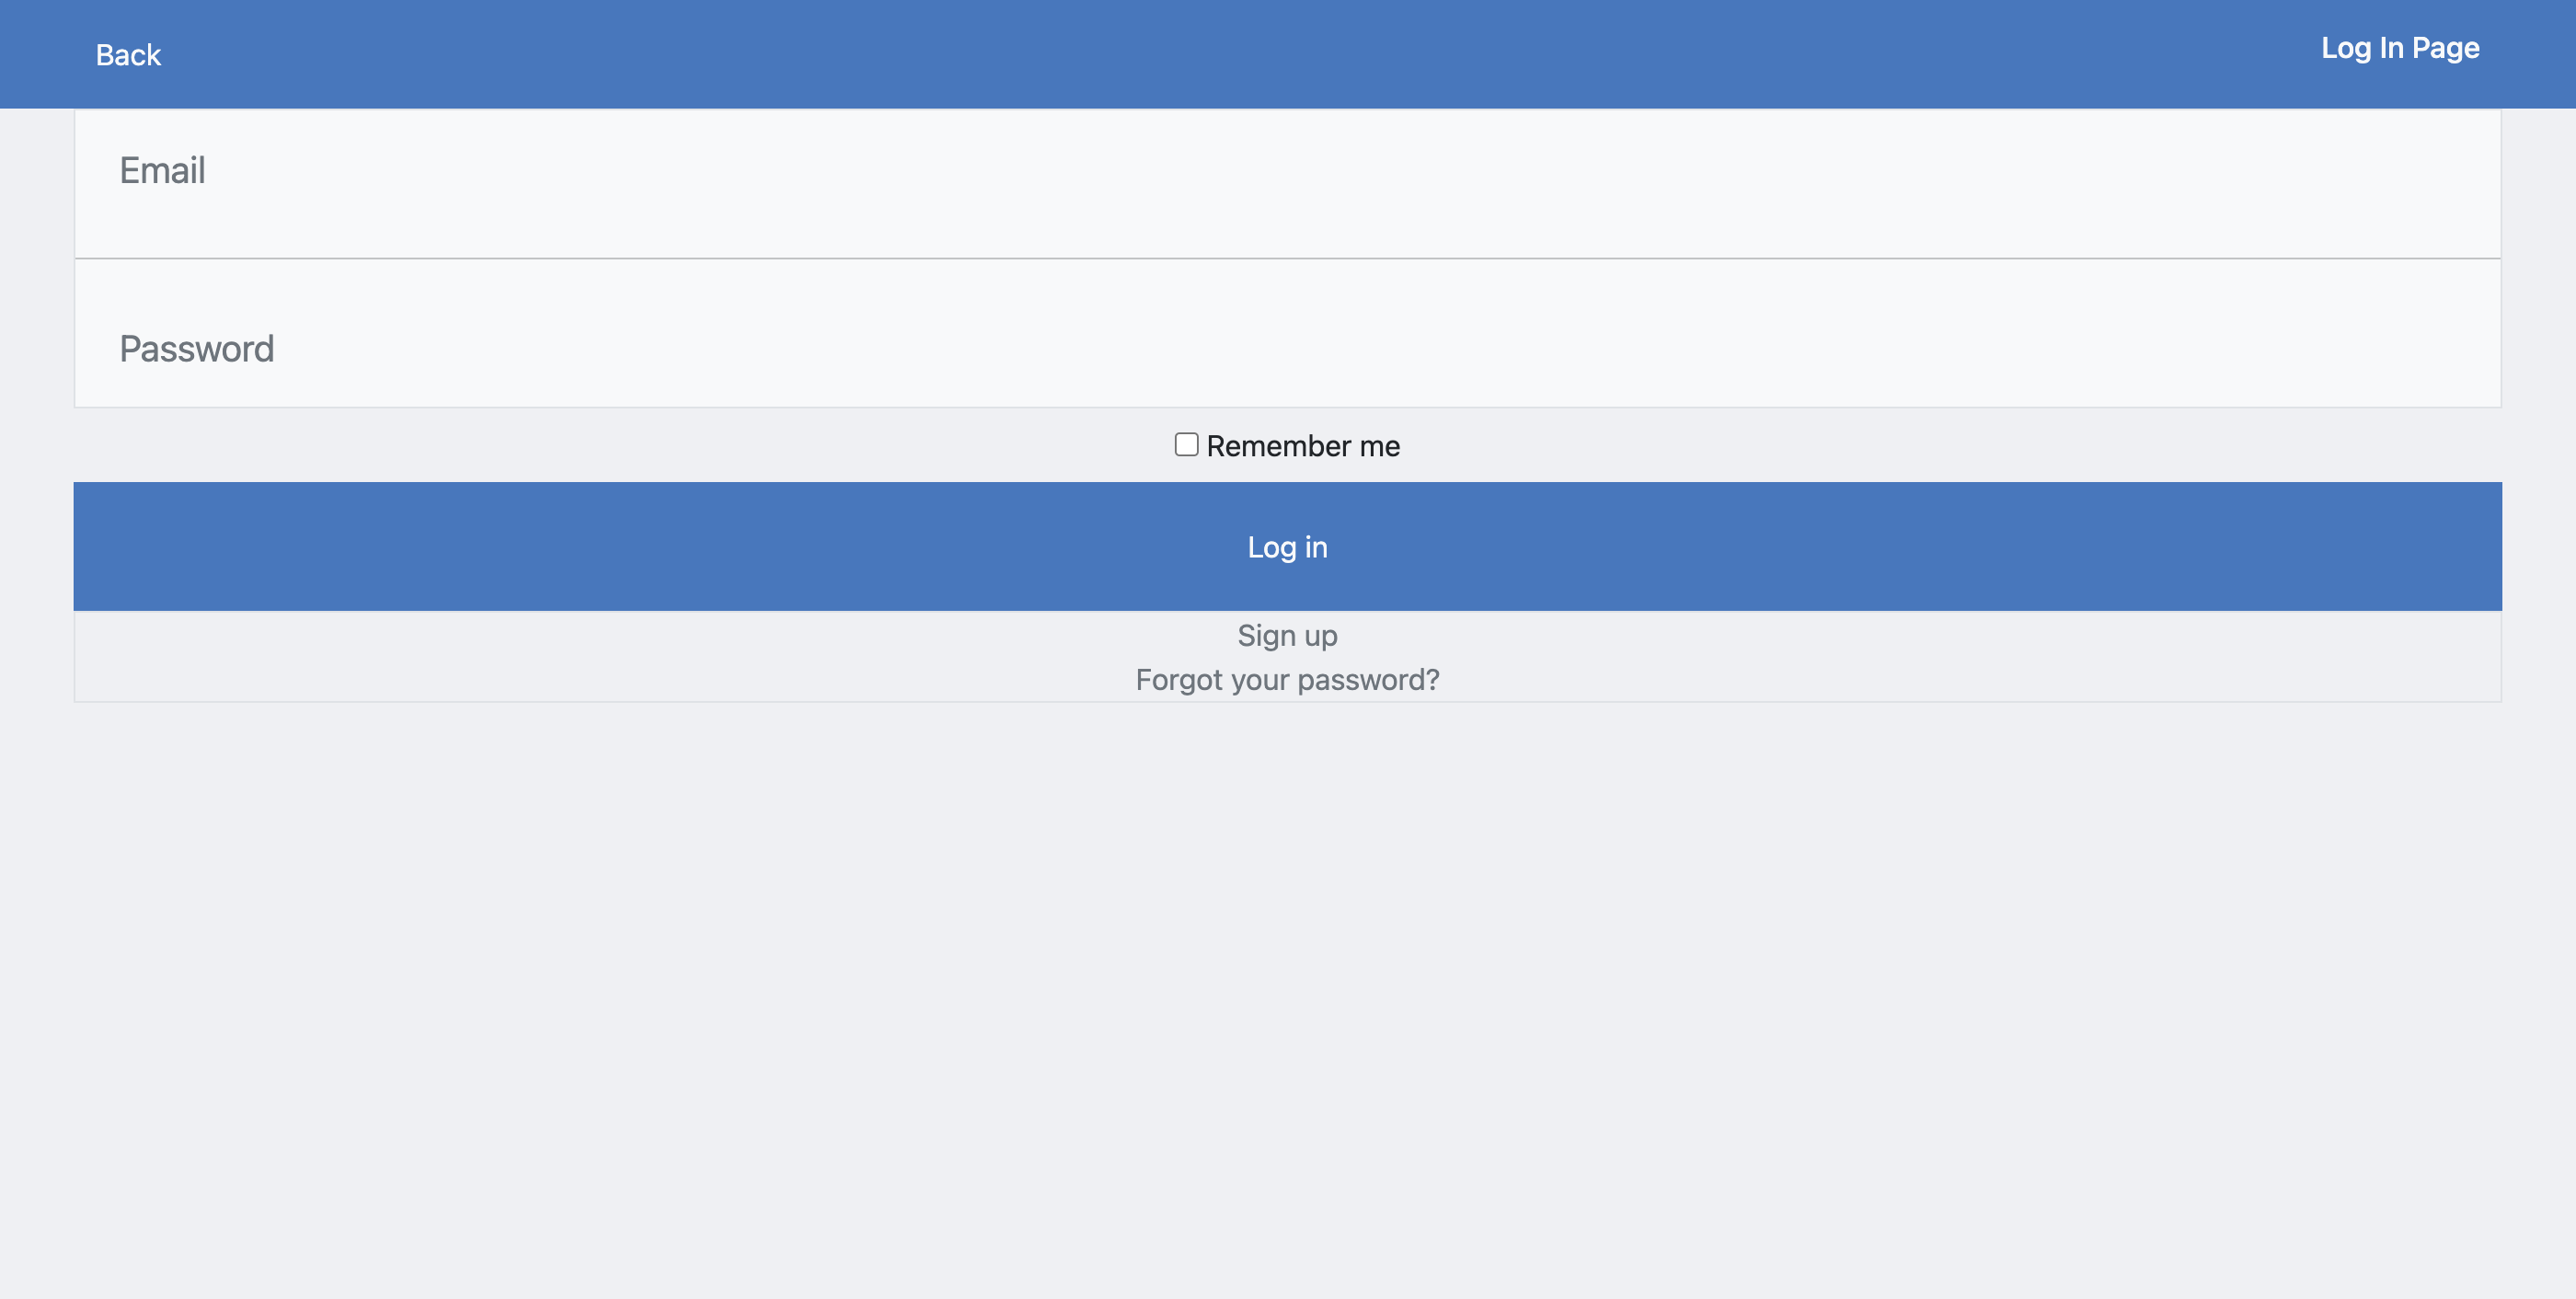 Back
Log In Page
Email
Password
Remember me
Log in
Sign up
Forgot your password?